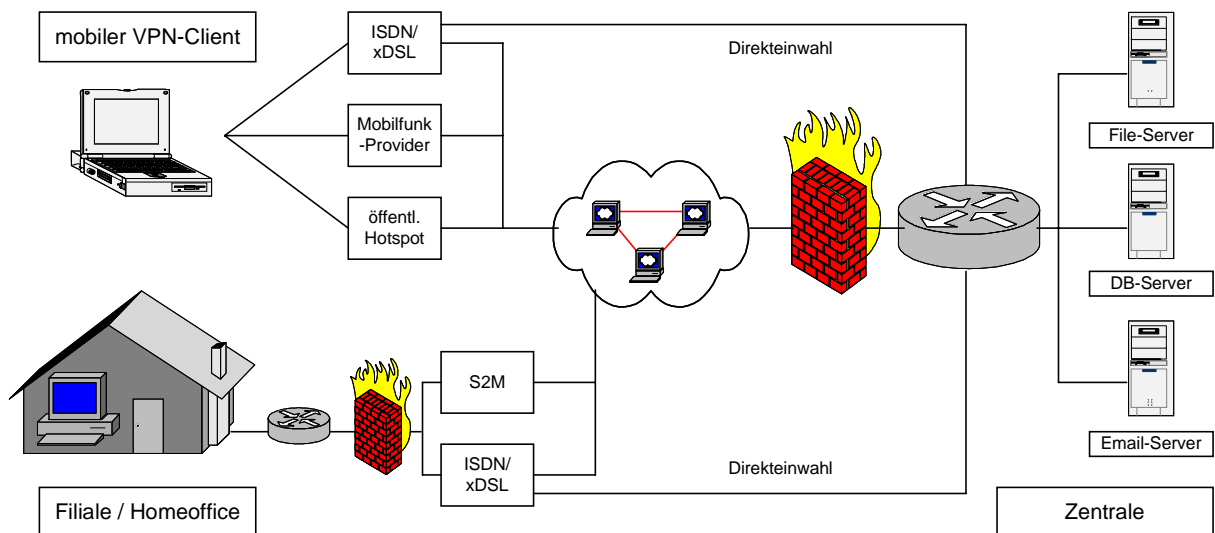 mobiler VPN-Client
ISDN/
xDSL
Direkteinwahl
Mobilfunk
-Provider
File-Server
öffentl.
Hotspot
DB-Server
S2M
Email-Server
ISDN/
xDSL
Direkteinwahl
Filiale / Homeoffice
Zentrale